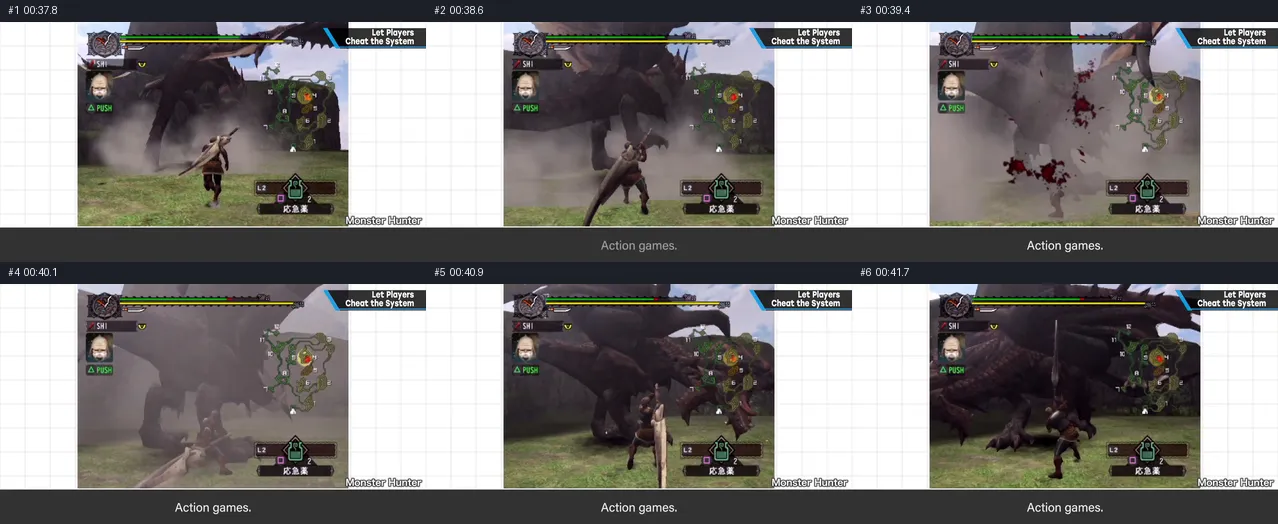 #1 00:37.8
Let Players
Cheat the System
SHI
PUSH
L2
2
応急薬
Monster Hunter
#2 00:38.6
Let Players
Cheat the System
SHI
PUSH
L2
2
応急薬
Monster Hunter
Action games.
#3 00:39.4
Let Players
Cheat the System
SHI
PUSH
L2
2
応急薬
Monster Hunter
Action games.
#4 00:40.1
Let Players
Cheat the System
SHI
PUSH
L2
2
応急薬
Monster Hunter
Action games.
#5 00:40.9
Let Players
Cheat the System
SHI
PUSH
L2
2
応急薬
Monster Hunter
Action games.
#6 00:41.7
Let Players
Cheat the System
SHI
PUSH
L2
2
応急薬
Monster Hunter
Action games.